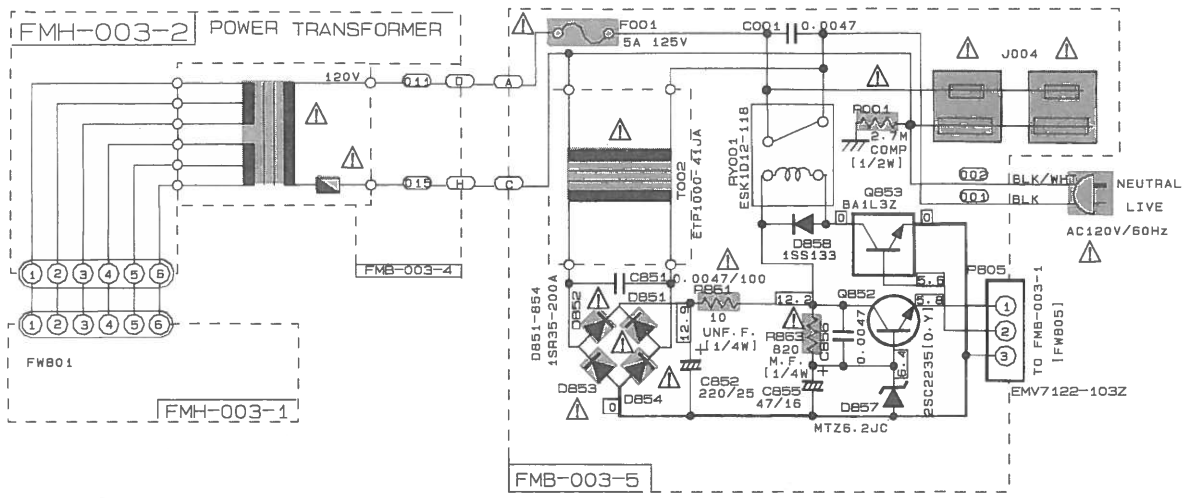 FMH-003-2
POWER TRANSFORMER
F001
5A 125V
C001
0.0047
J004
120V
011
D
A
R001
2.7M
COMP
[1/2W]
RY001
ESK1D12-118
T002
ETP1000-41JA
015
H
C
002
BLK/WH
NEUTRAL
001
BLK
LIVE
AC120V/60Hz
Q853
BA1L3Z
0
0
D858
1SS133
FMB-003-4
1 2 3 4 5 6
1 2 3 4 5 6
FW801
FMH-003-1
D851-854
1SR35-200A
C851
0.0047/100
D852
D851
R861
10
UNF.F.
[1/4W]
12.9
12.2
Q852
5.6
5.8
P805
1
2
3
TO FMB-003-1
[FW805]
EMV7122-103Z
R863
820
M.F.
[1/4W
0.0047
6.4
2SC2235[O.Y]
D853
D854
0
+
C852
220/25
+
C855
47/16
D857
MTZ6.2JC
FMB-003-5